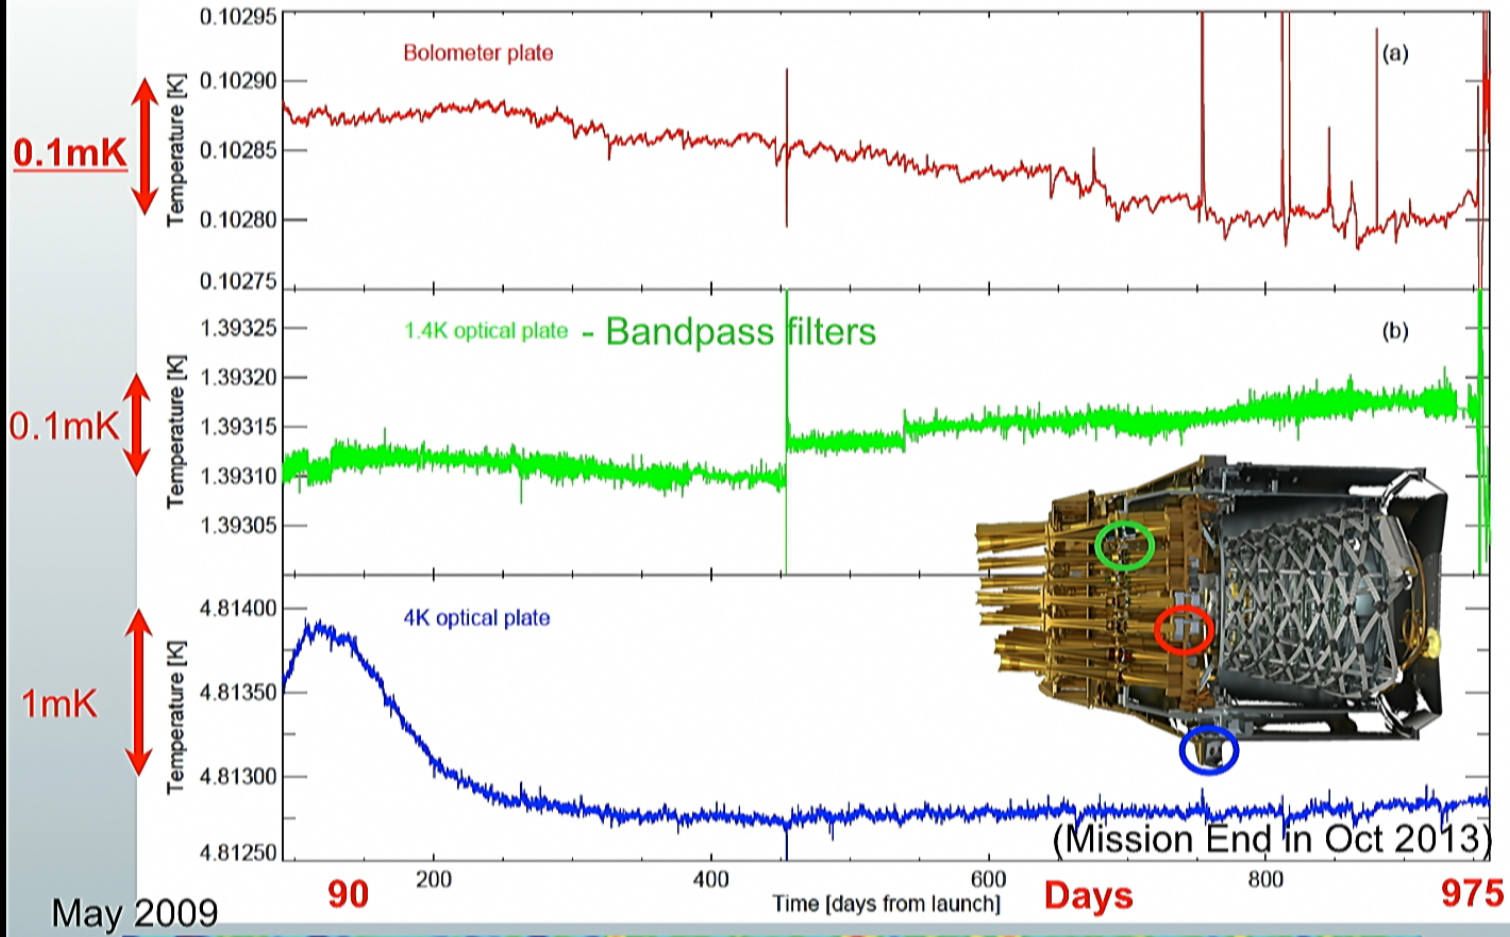 0.10295
Bolometer plate
(a)
0.10290
0.10285
0.10280
0.10275
Temperature [K]
0.1mK
1.39325
1.4K optical plate - Bandpass filters
(b)
1.39320
1.39315
1.39310
1.39305
Temperature [K]
0.1mK
4.81400
4K optical plate
4.81350
4.81300
4.81250
Temperature [K]
1mK
(Mission End in Oct 2013)
200
400
600
800
90
Time [days from launch]
Days
975
May 2009